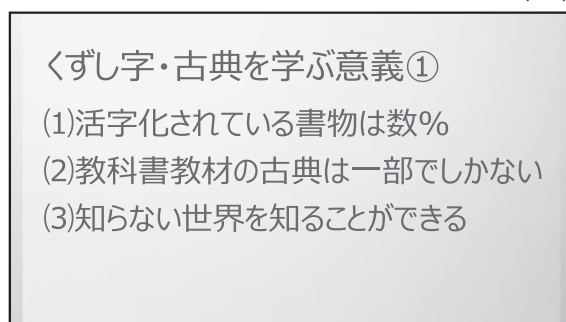 くずし字・古典を学ぶ意義①
⑴活字化されている書物は数%
⑵教科書教材の古典は一部でしかない
⑶知らない世界を知ることができる